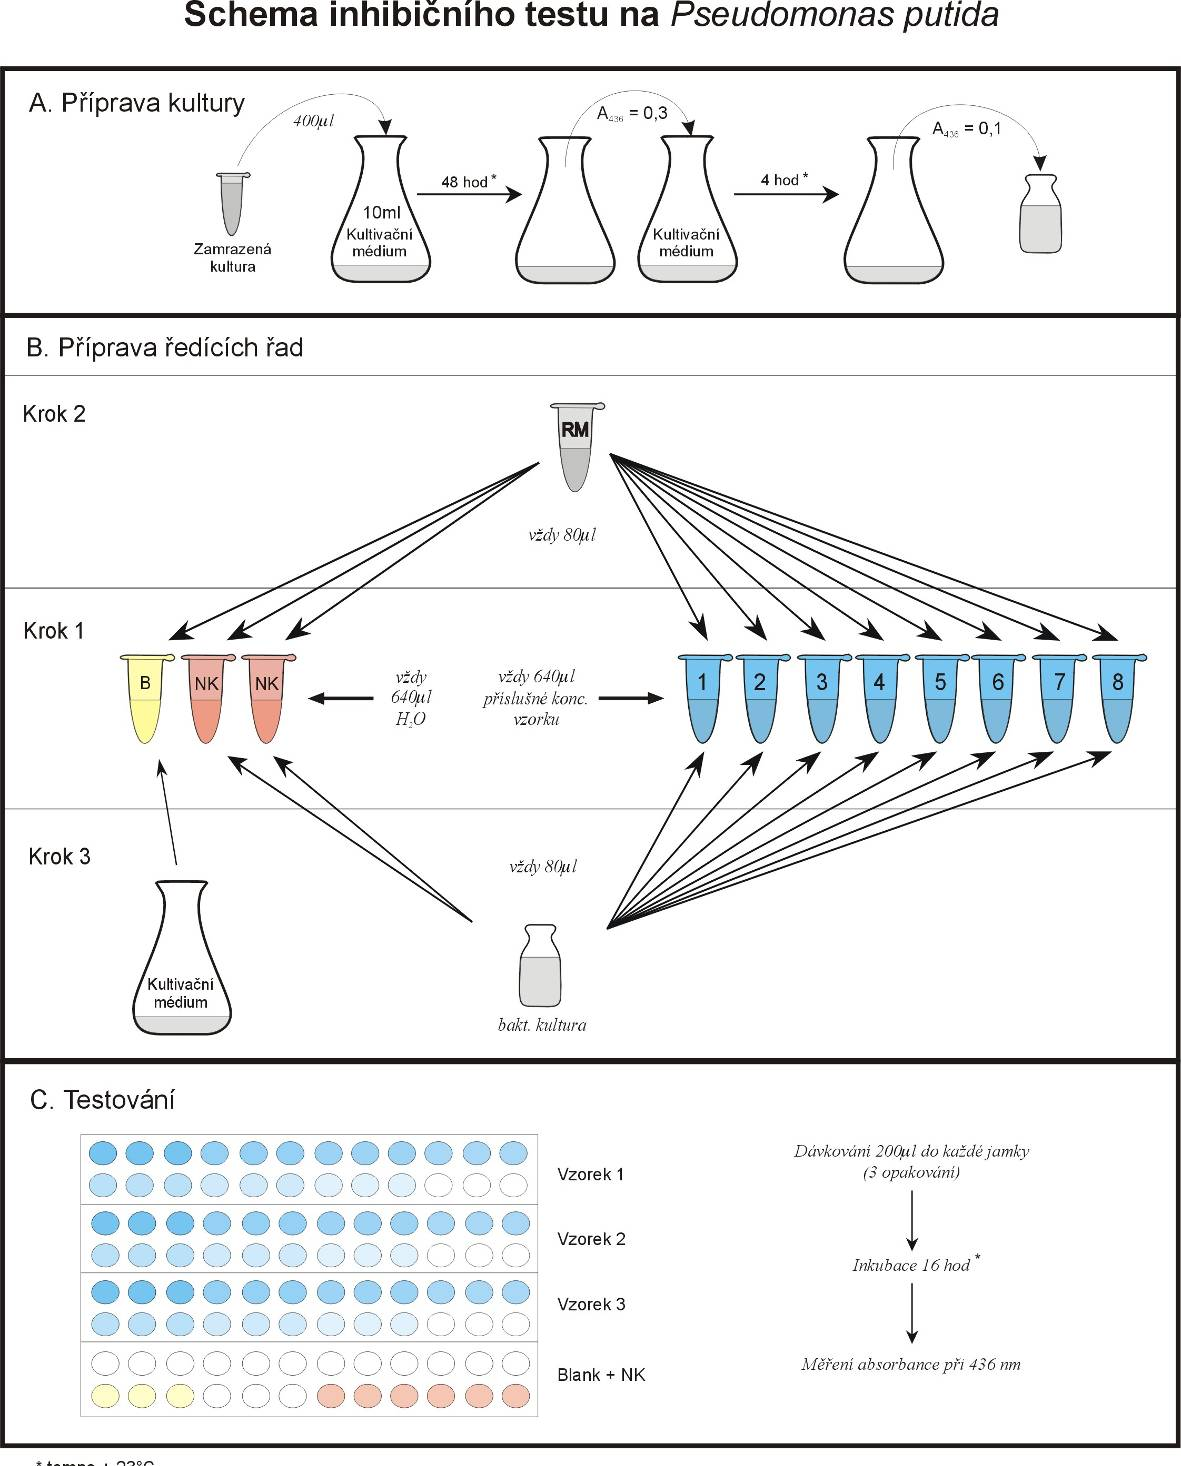 Schema inhibičního testu na Pseudomonas putida
A. Příprava kultury
400µl
A436 = 0,3
A436 = 0,1
48 hod *
4 hod *
10ml
Kultivační
médium
Kultivační
médium
Zamrazená
kultura
B. Příprava ředících řad
Krok 2
RM
vždy 80µl
Krok 1
B
NK
NK
vždy
640µl
H2O
vždy 640µl
příslušné konc.
vzorku
1
2
3
4
5
6
7
8
Krok 3
vždy 80µl
Kultivační
médium
bakt. kultura
C. Testování
Vzorek 1
Vzorek 2
Vzorek 3
Blank + NK
Dávkování 200µl do každé jamky
(3 opakování)
Inkubace 16 hod *
Měření absorbance při 436 nm